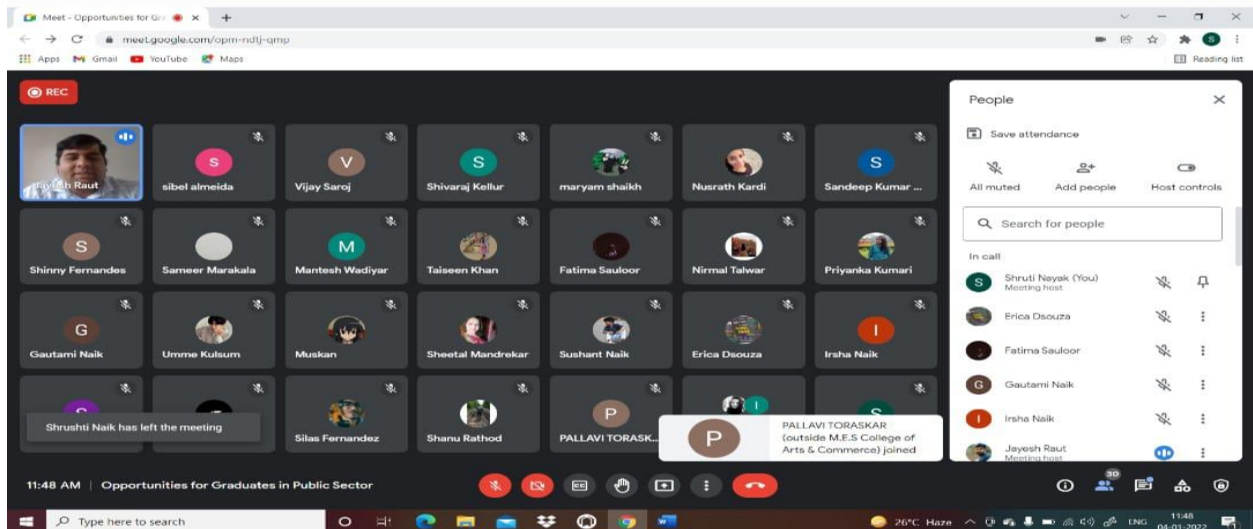 Meet - Opportunities for Gra
meet.google.com/opm-ndtj-qmp
S
Apps Gmail YouTube Maps Reading list
REC
Jayesh Raut
S
sibel almeida
V
Vijay Saroj
S
Shivaraj Kellur
maryam shaikh
Nusrath Kardi
S
Sandeep Kumar ...
S
Shinny Fernandes
Sameer Marakala
M
Mantesh Wadiyar
Taiseen Khan
Fatima Sauloor
Nirmal Talwar
Priyanka Kumari
G
Gautami Naik
Umme Kulsum
Muskan
Sheetal Mandrekar
Sushant Naik
Erica Dsouza
I
Irsha Naik
Shrushti Naik has left the meeting
Silas Fernandez
Shanu Rathod
P
PALLAVI TORASK...
I
P
PALLAVI TORASKAR
(outside M.E.S College of
Arts & Commerce) joined
People
Save attendance
All muted Add people Host controls
Search for people
In call
S
Shruti Nayak (You)
Meeting host
Erica Dsouza
Fatima Sauloor
G
Gautami Naik
I
Irsha Naik
Jayesh Raut
Meeting host
11:48 AM | Opportunities for Graduates in Public Sector
CC
30
Type here to search
26°C Haze
ENG
11:48
04-01-2022